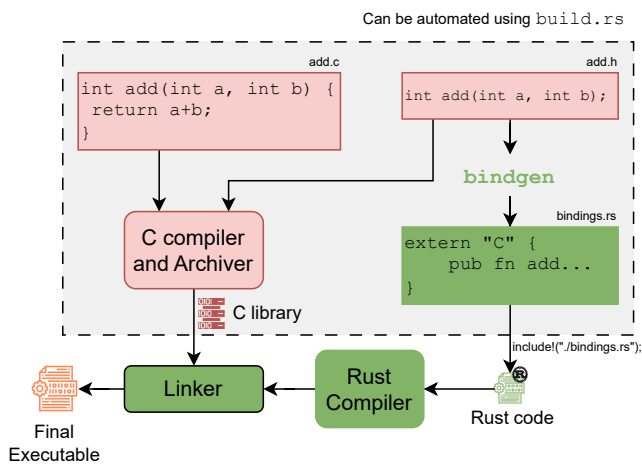 Can be automated using build.rs
add.c
int add(int a, int b) {
return a+b;
}
add.h
int add(int a, int b);
bindgen
bindings.rs
extern "C" {
pub fn add...
}
C compiler
and Archiver
C library
include!("./bindings.rs");
Linker
Rust
Compiler
Rust code
Final
Executable